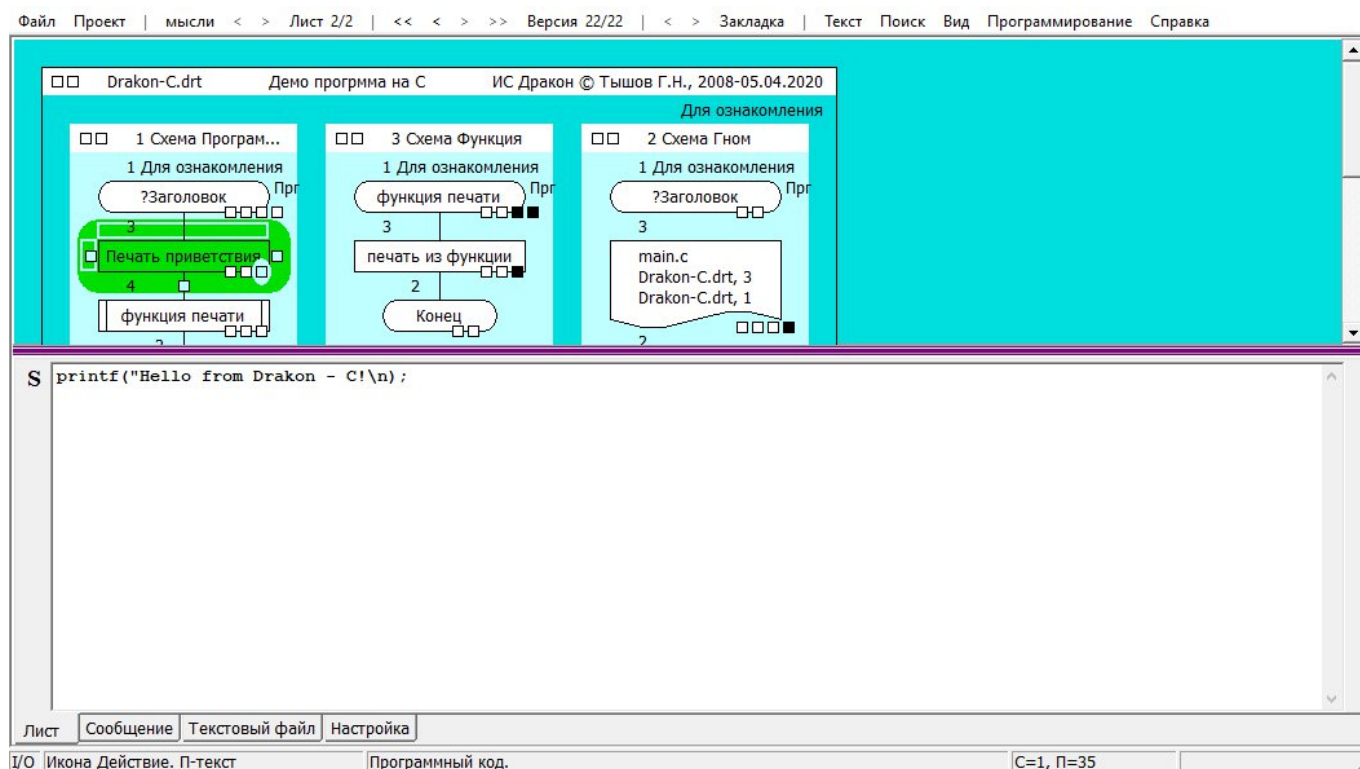 Файл Проект | мысли < > Лист 2/2 | << < > >> Версия 22/22 | < > Закладка | Текст Поиск Вид Программирование Справка
Drakon-C.drt Демо прогрмма на С ИС Дракон © Тышов Г.Н., 2008-05.04.2020
Для ознакомления
1 Схема Програм...
1 Для ознакомления
?Заголовок Прг
3
Печать приветствия
4
функция печати
3 Схема Функция
1 Для ознакомления
функция печати Прг
3
печать из функции
2
Конец
2 Схема Гном
1 Для ознакомления
?Заголовок Прг
3
main.c
Drakon-C.drt, 3
Drakon-C.drt, 1
2
S printf("Hello from Drakon - C!\n);
Лист Сообщение Текстовый файл Настройка
I/O Икона Действие. П-текст Программный код. С=1, П=35